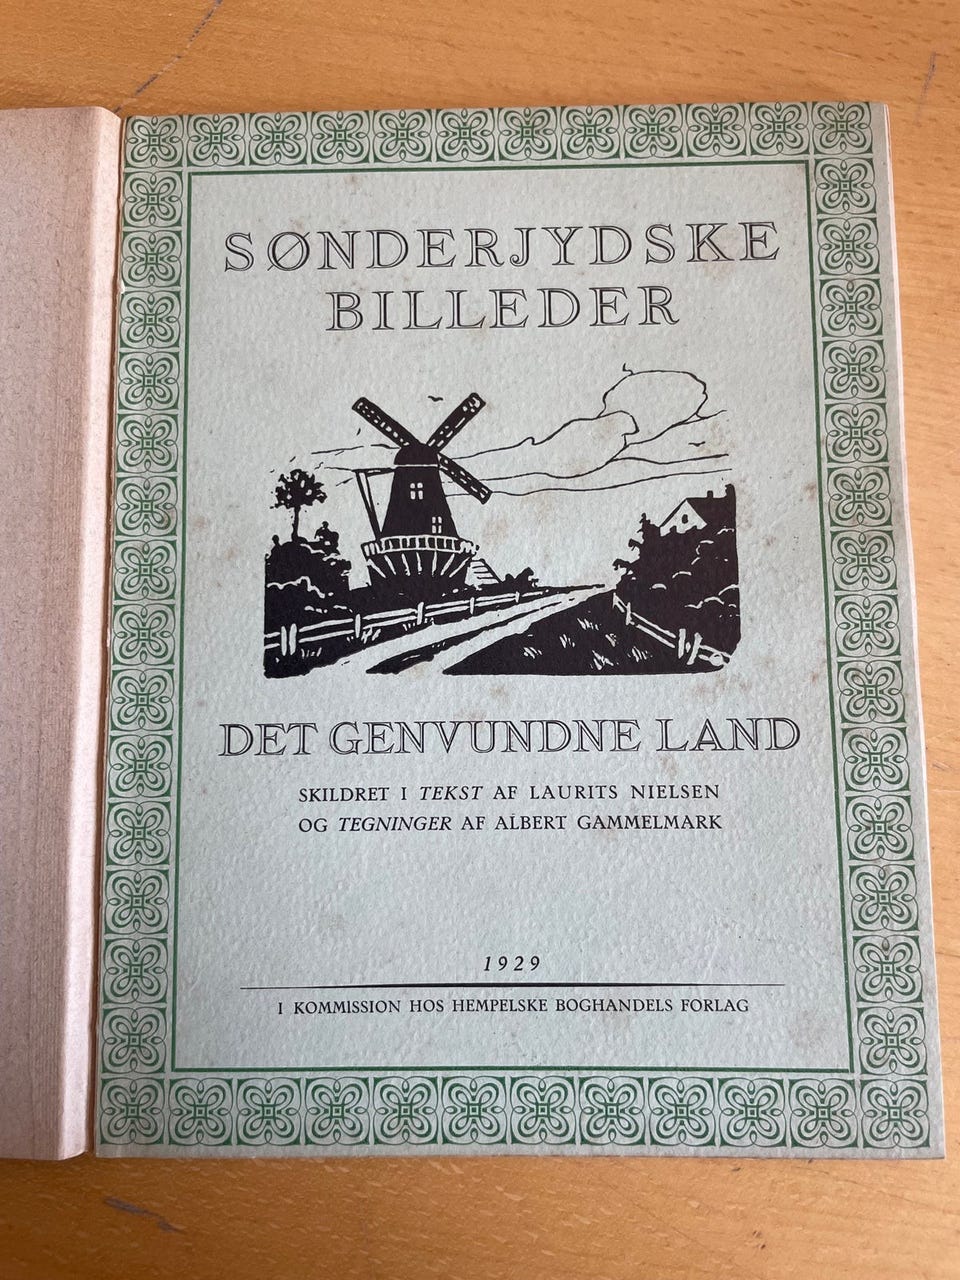 SØNDERJYDSKE
BILLEDER
DET GENVUNDNE LAND
SKILDRET I TEKST AF LAURITS NIELSEN
OG TEGNINGER AF ALBERT GAMMELMARK
1929
I KOMMISSION HOS HEMPELSKE BOGHANDELS FORLAG